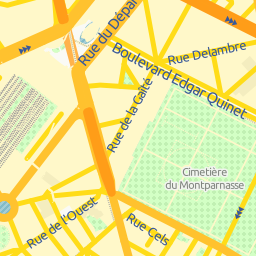 Rue du Dépar
Boulevard Edgar Quinet
Rue Delambre
Rue de la Gaîté
Cimetière
du Montparnasse
Rue de l'Ouest
Rue Cels